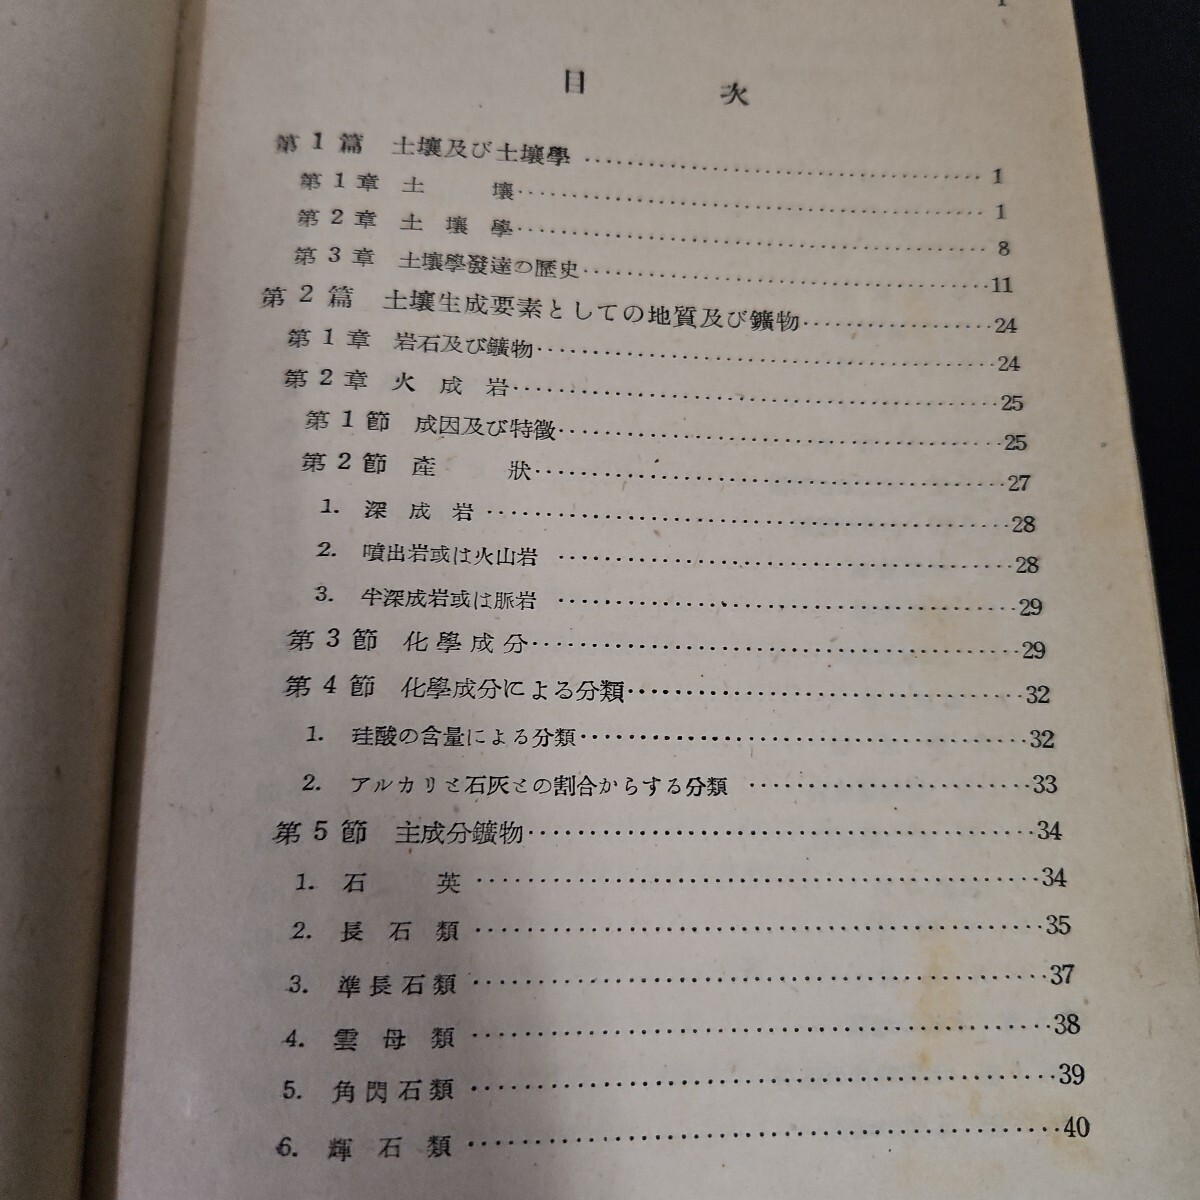 1
目次
第1篇 土壤及び土壤學 1
第1章 土壤 1
第2章 土壤學 8
第3章 土壤學發達の歷史 11
第2篇 土壤生成要素としての地質及び鑛物 24
第1章 岩石及び鑛物 24
第2章 火成岩 25
第1節 成因及び特徵 25
第2節 產狀 27
1. 深成岩 28
2. 噴出岩或は火山岩 28
3. 半深成岩或は脈岩 29
第3節 化學成分 29
第4節 化學成分による分類 32
1. 珪酸の含量による分類 32
2. アルカリと石灰との割合からする分類 33
第5節 主成分鑛物 34
1. 石英 34
2. 長石類 35
3. 準長石類 37
4. 雲母類 38
5. 角閃石類 39
6. 輝石類 40